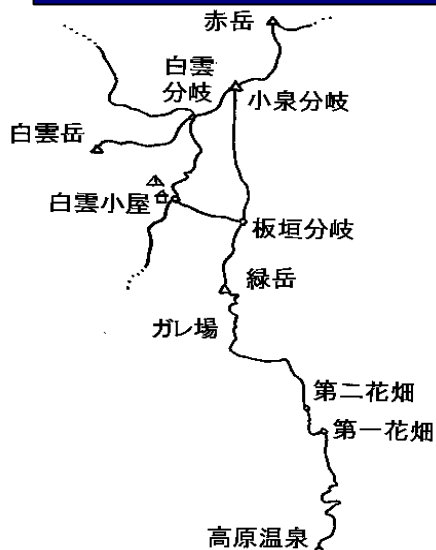 赤岳
白雲
分岐
小泉分岐
白雲岳
白雲小屋
板垣分岐
緑岳
ガレ場
第二花畑
第一花畑
高原温泉